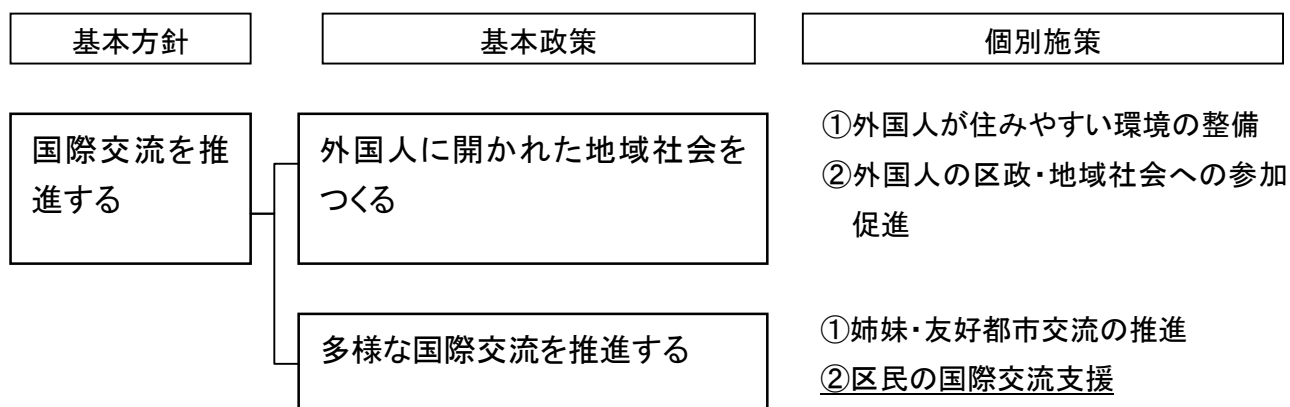 基本方針
基本政策
個別施策
国際交流を推
進する
外国人に開かれた地域社会を
つくる
①外国人が住みやすい環境の整備
②外国人の区政・地域社会への参加
促進
多様な国際交流を推進する
①姉妹・友好都市交流の推進
②区民の国際交流支援